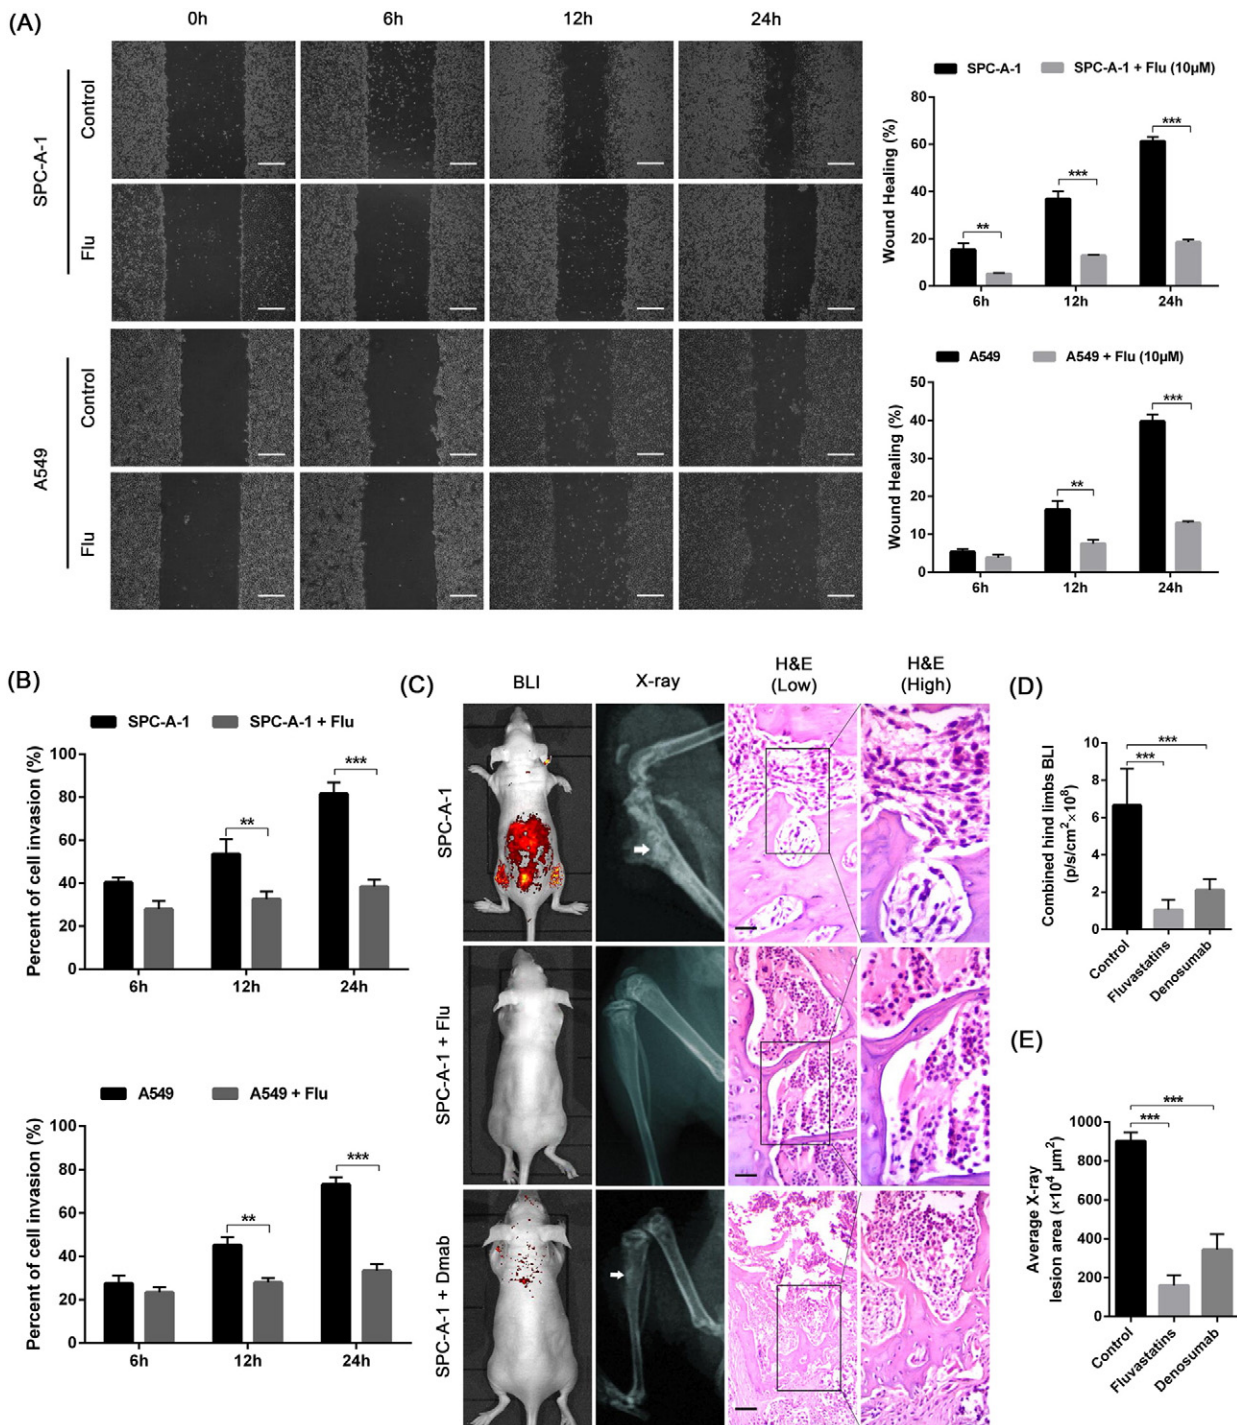 (A)
0h 6h 12h 24h
SPC-A-1
Control
Flu
A549
Control
Flu
SPC-A-1 SPC-A-1 + Flu (10μM)
Wound Healing (%)
80
60
40
20
0
** *** ***
6h 12h 24h
A549 A549 + Flu (10μM)
Wound Healing (%)
50
40
30
20
10
0
** ***
6h 12h 24h
(B)
SPC-A-1 SPC-A-1 + Flu
Percent of cell invasion (%)
100
80
60
40
20
0
** ***
6h 12h 24h
A549 A549 + Flu
Percent of cell invasion (%)
100
80
60
40
20
0
** ***
6h 12h 24h
(C)
BLI X-ray H&E (Low) H&E (High)
SPC-A-1
SPC-A-1 + Flu
SPC-A-1 + Dmab
(D)
Combined hind limbs BLI
(p/s/cm²×10⁸)
10
8
6
4
2
0
***
***
Control
Fluvastatins
Denosumab
(E)
Average X-ray
lesion area (×10⁴ μm²)
1000
800
600
400
200
0
***
***
Control
Fluvastatins
Denosumab